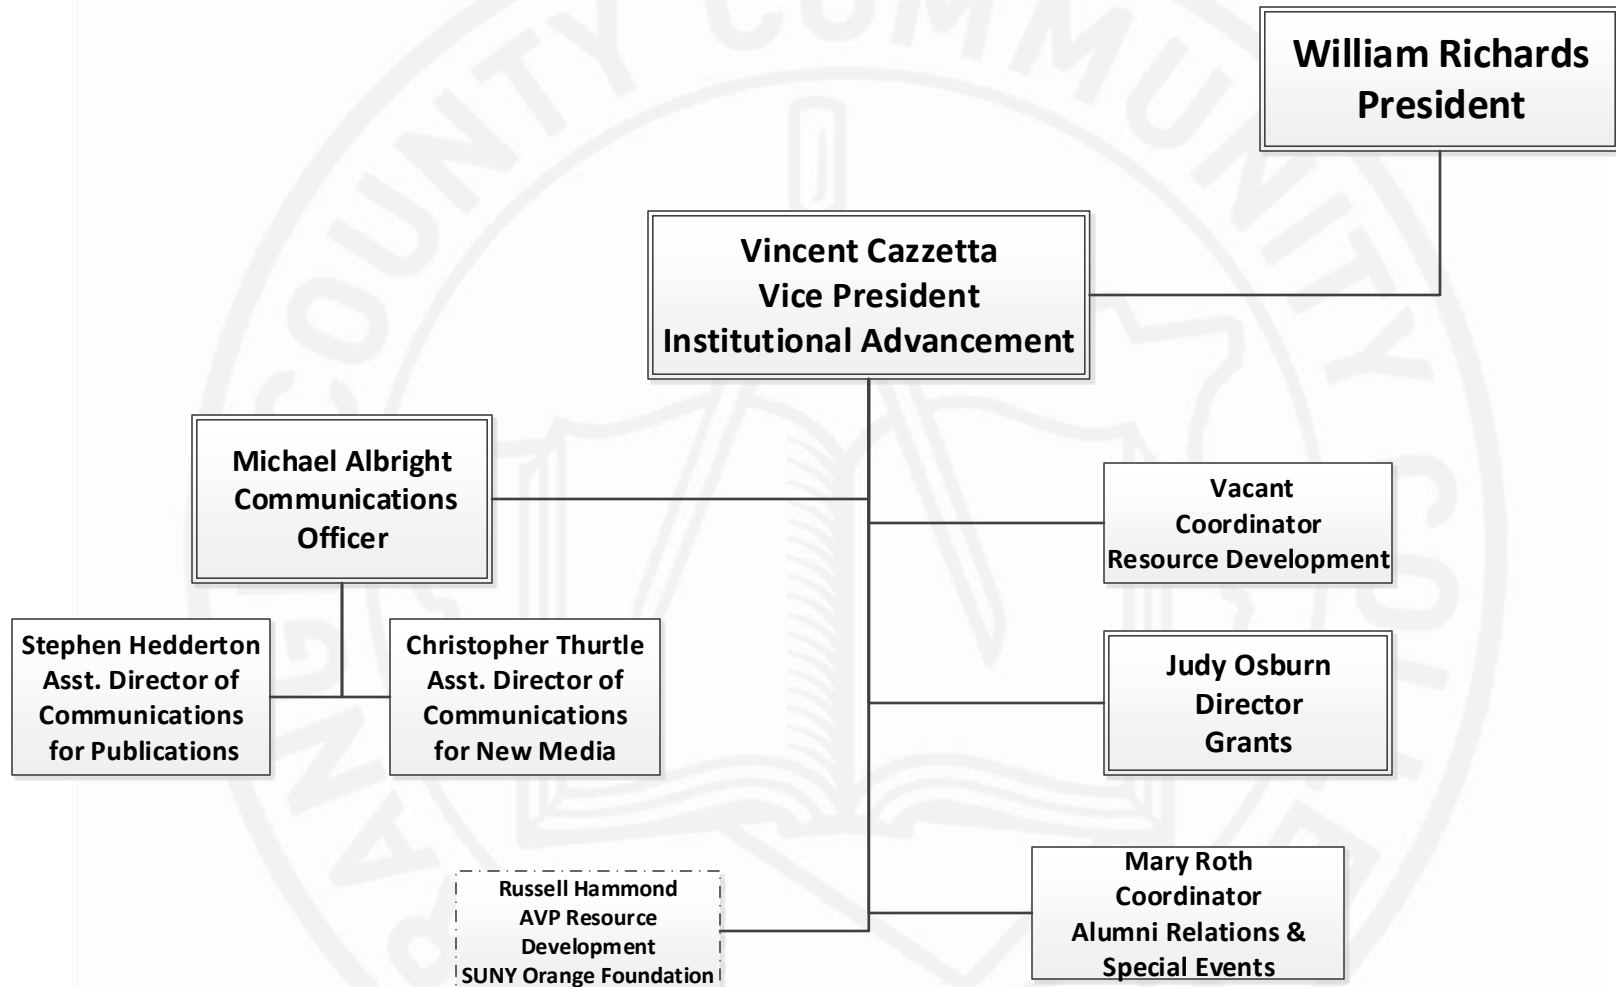 COUNTY COMMUNITY
William Richards
President
Vincent Cazzetta
Vice President
Institutional Advancement
Michael Albright
Communications
Officer
Vacant
Coordinator
Resource Development
Stephen Hedderton
Asst. Director of
Communications
for Publications
Christopher Thurtle
Asst. Director of
Communications
for New Media
Judy Osburn
Director
Grants
Russell Hammond
AVP Resource
Development
SUNY Orange Foundation
Mary Roth
Coordinator
Alumni Relations &
Special Events